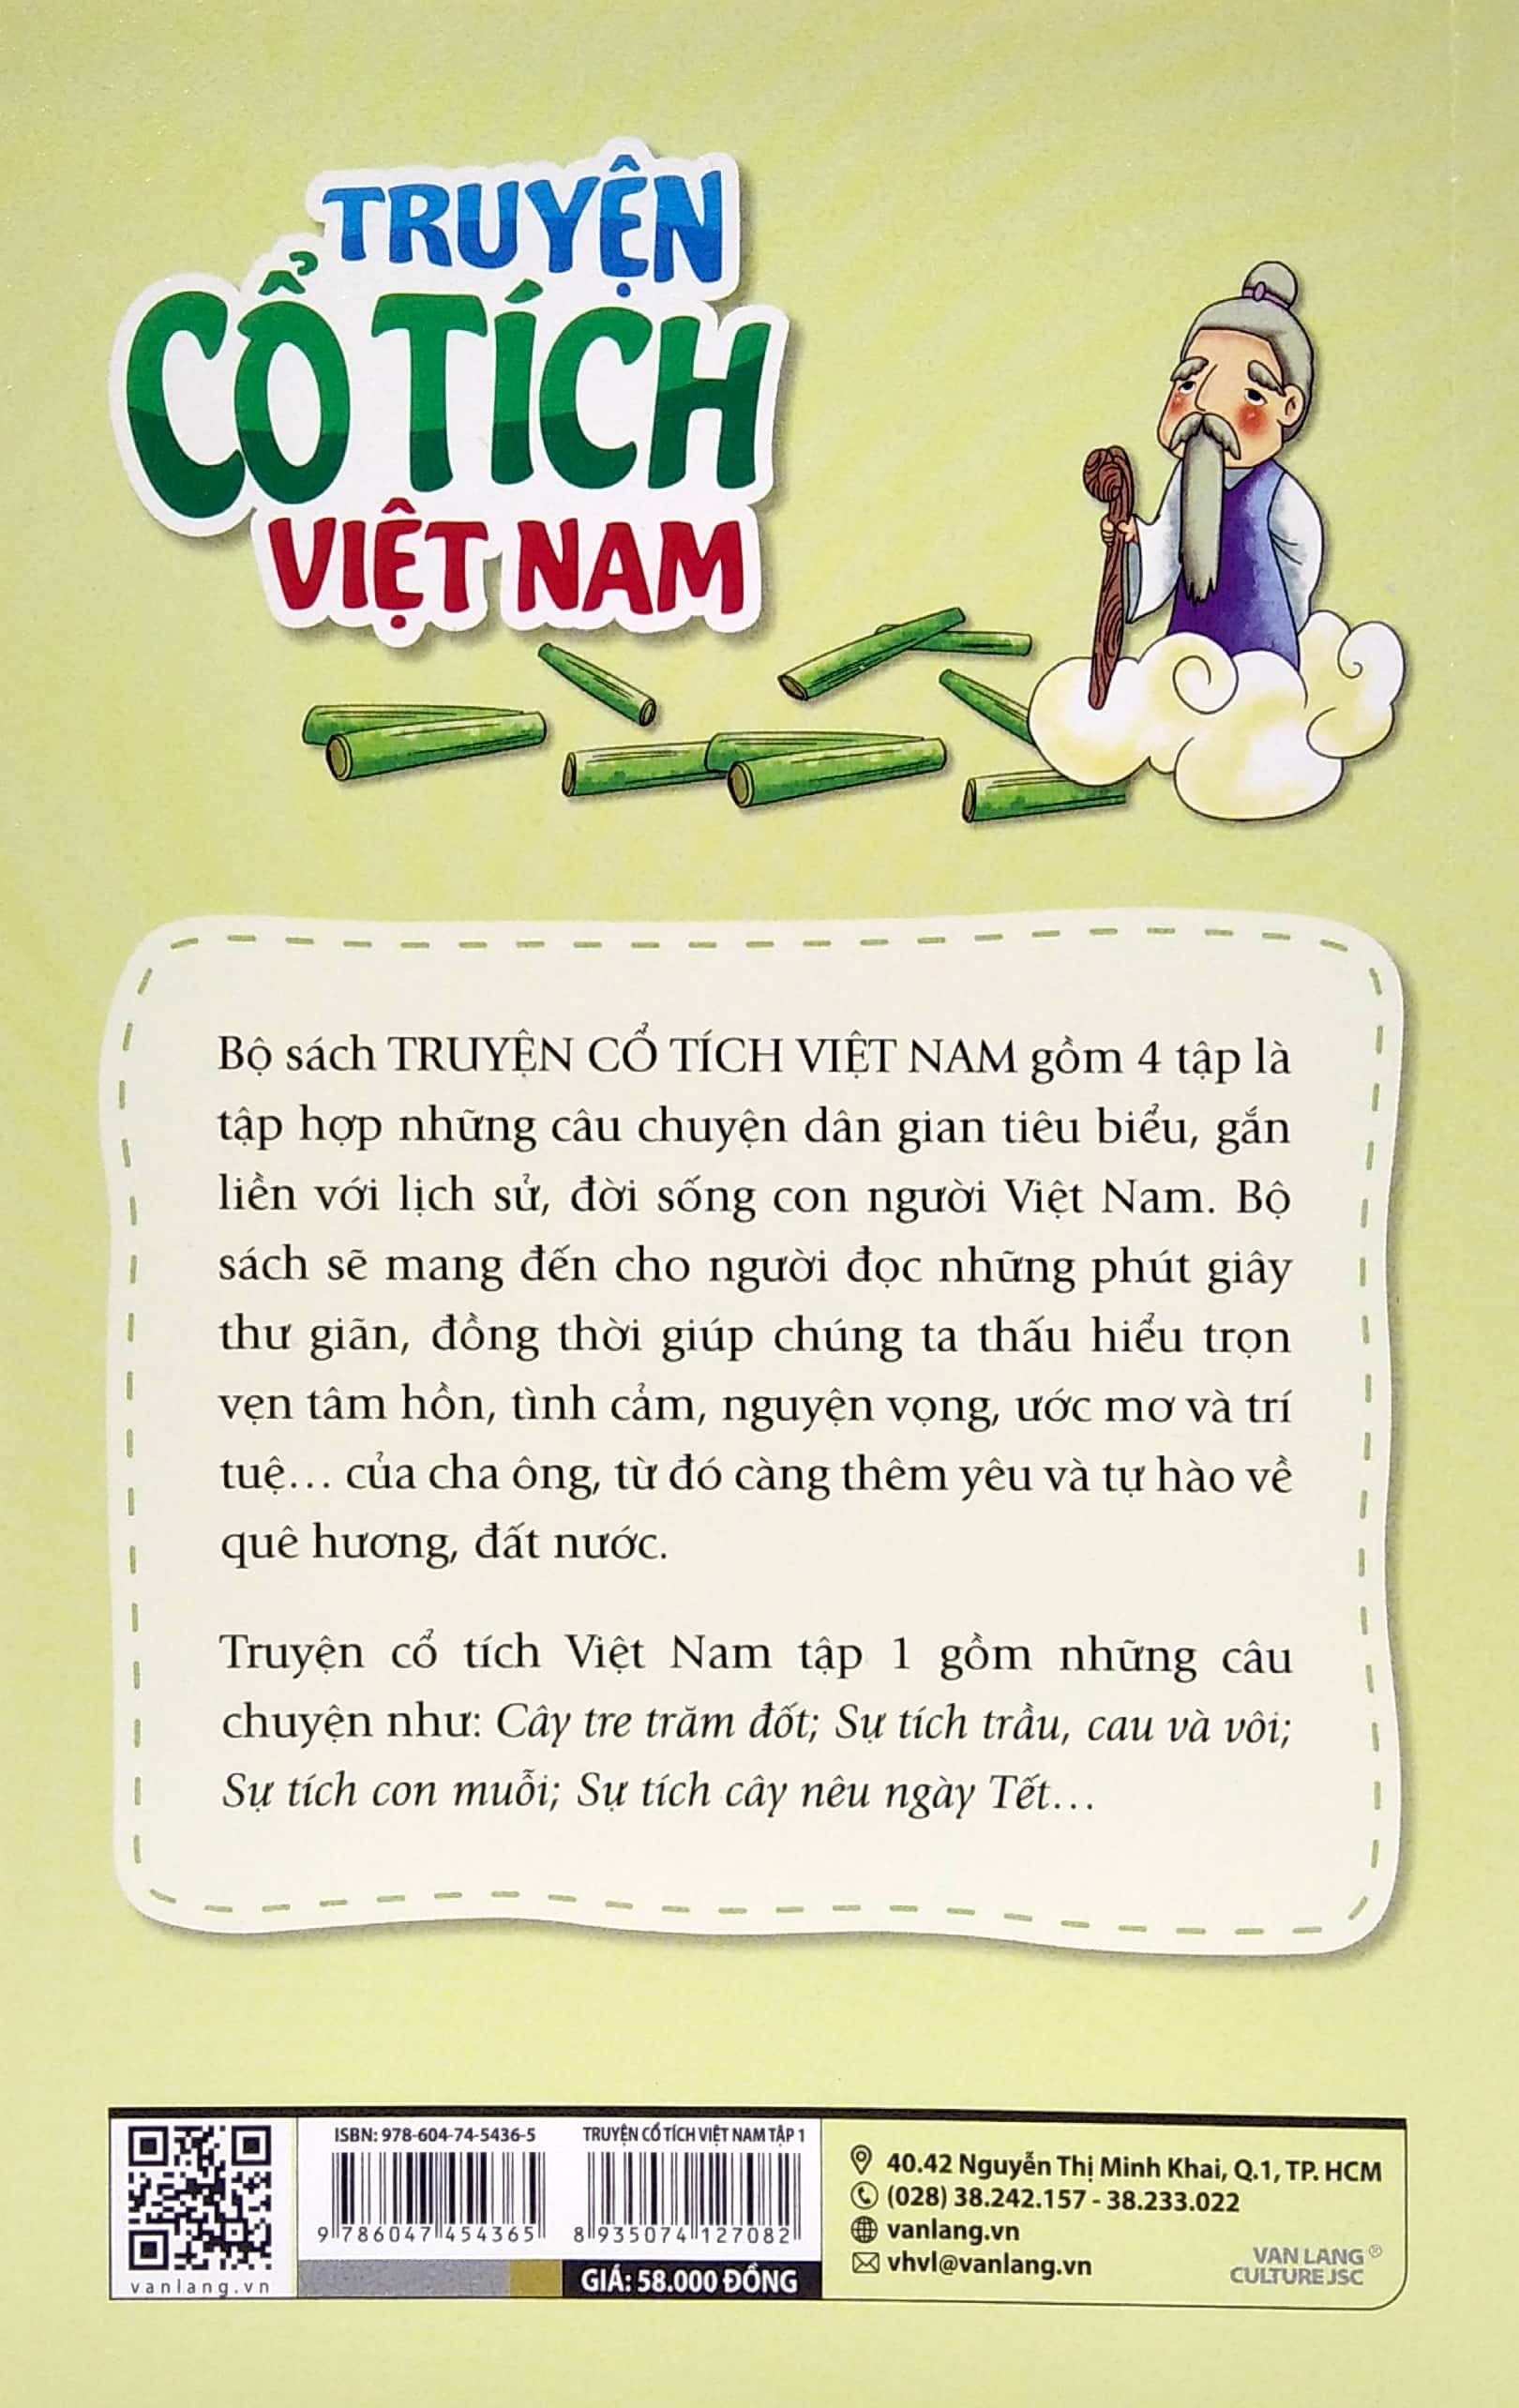 TRUYỆN
CỔ TÍCH
VIỆT NAM
Bộ sách TRUYỆN CỔ TÍCH VIỆT NAM gồm 4 tập là
tập hợp những câu chuyện dân gian tiêu biểu, gắn
liền với lịch sử, đời sống con người Việt Nam. Bộ
sách sẽ mang đến cho người đọc những phút giây
thư giãn, đồng thời giúp chúng ta thấu hiểu trọn
vẹn tâm hồn, tình cảm, nguyện vọng, ước mơ và trí
tuệ... của cha ông, từ đó càng thêm yêu và tự hào về
quê hương, đất nước.
Truyện cổ tích Việt Nam tập 1 gồm những câu
chuyện như: Cây tre trăm đốt; Sự tích trầu, cau và vôi;
Sự tích con muỗi; Sự tích cây nêu ngày Tết...
vanlang.vn
ISBN: 978-604-74-5436-5
9 786047 454365
TRUYỆN CỔ TÍCH VIỆT NAM TẬP 1
8 935074 127082
GIÁ: 58.000 ĐỒNG
40.42 Nguyễn Thị Minh Khai, Q.1, TP. HCM
(028) 38.242.157 - 38.233.022
vanlang.vn
vhvl@vanlang.vn
VAN LANG ®
CULTURE JSC